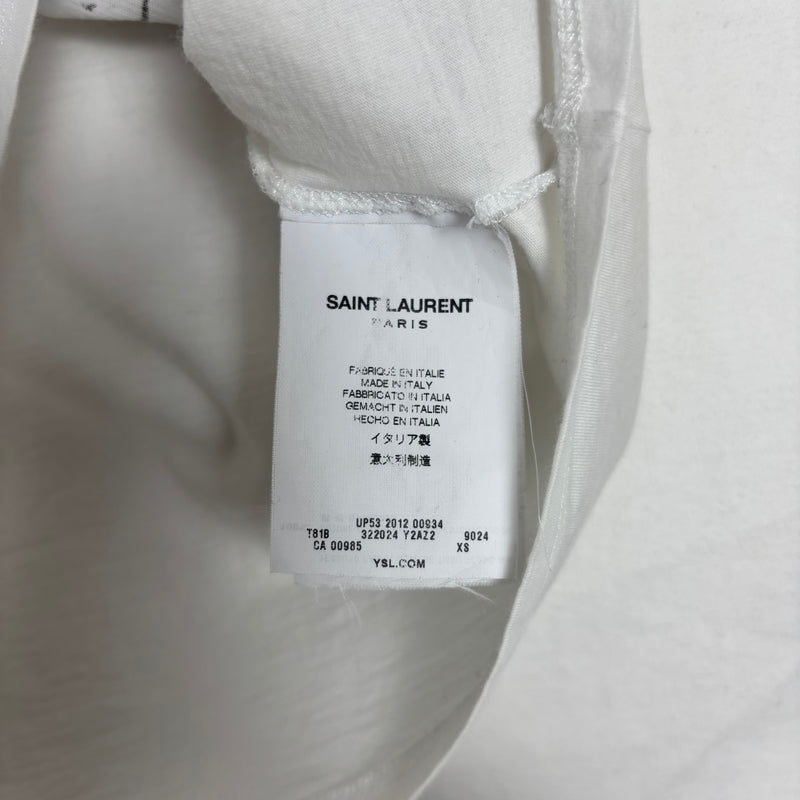 SAINT LAURENT
PARIS
FABRIQUÉ EN ITALIE
MADE IN ITALY
FABBRICATO IN ITALIA
GEMACHT IN ITALIEN
HECHO EN ITALIA
イタリア製
意大利制造
UP53 2012 00934
T81B 322024 Y2AZ2 9024
CA 00985 XS
YSL.COM